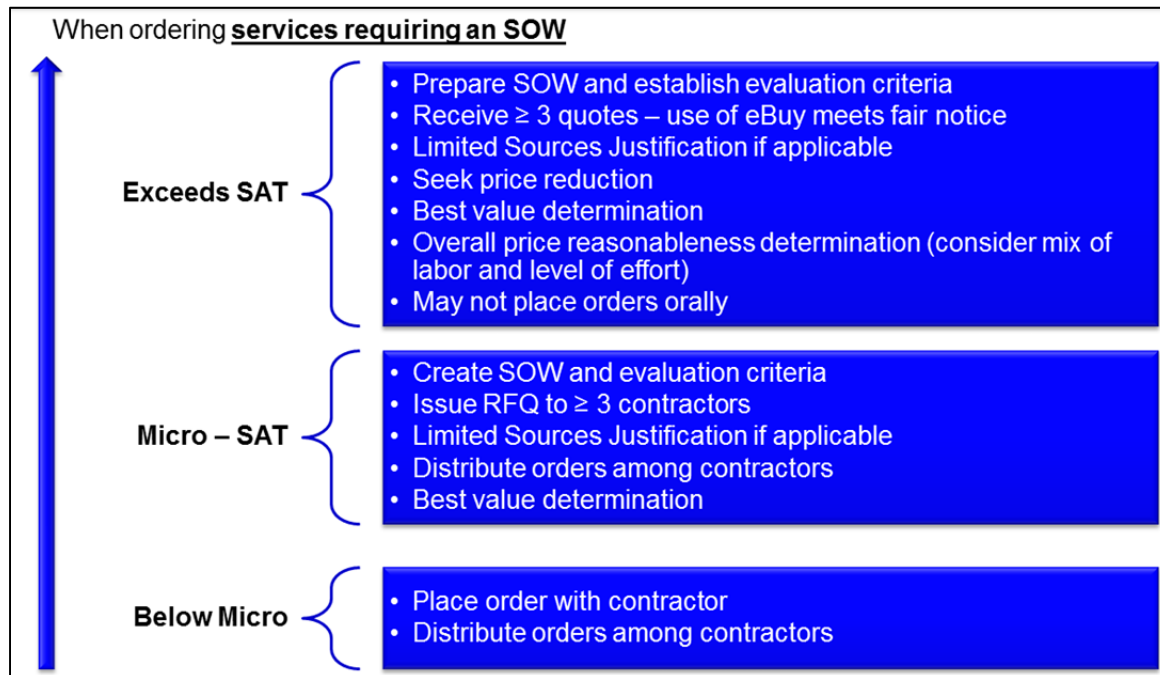 When ordering services requiring an SOW
Exceeds SAT
• Prepare SOW and establish evaluation criteria
• Receive ≥ 3 quotes – use of eBuy meets fair notice
• Limited Sources Justification if applicable
• Seek price reduction
• Best value determination
• Overall price reasonableness determination (consider mix of
labor and level of effort)
• May not place orders orally
Micro – SAT
• Create SOW and evaluation criteria
• Issue RFQ to ≥ 3 contractors
• Limited Sources Justification if applicable
• Distribute orders among contractors
• Best value determination
Below Micro
• Place order with contractor
• Distribute orders among contractors